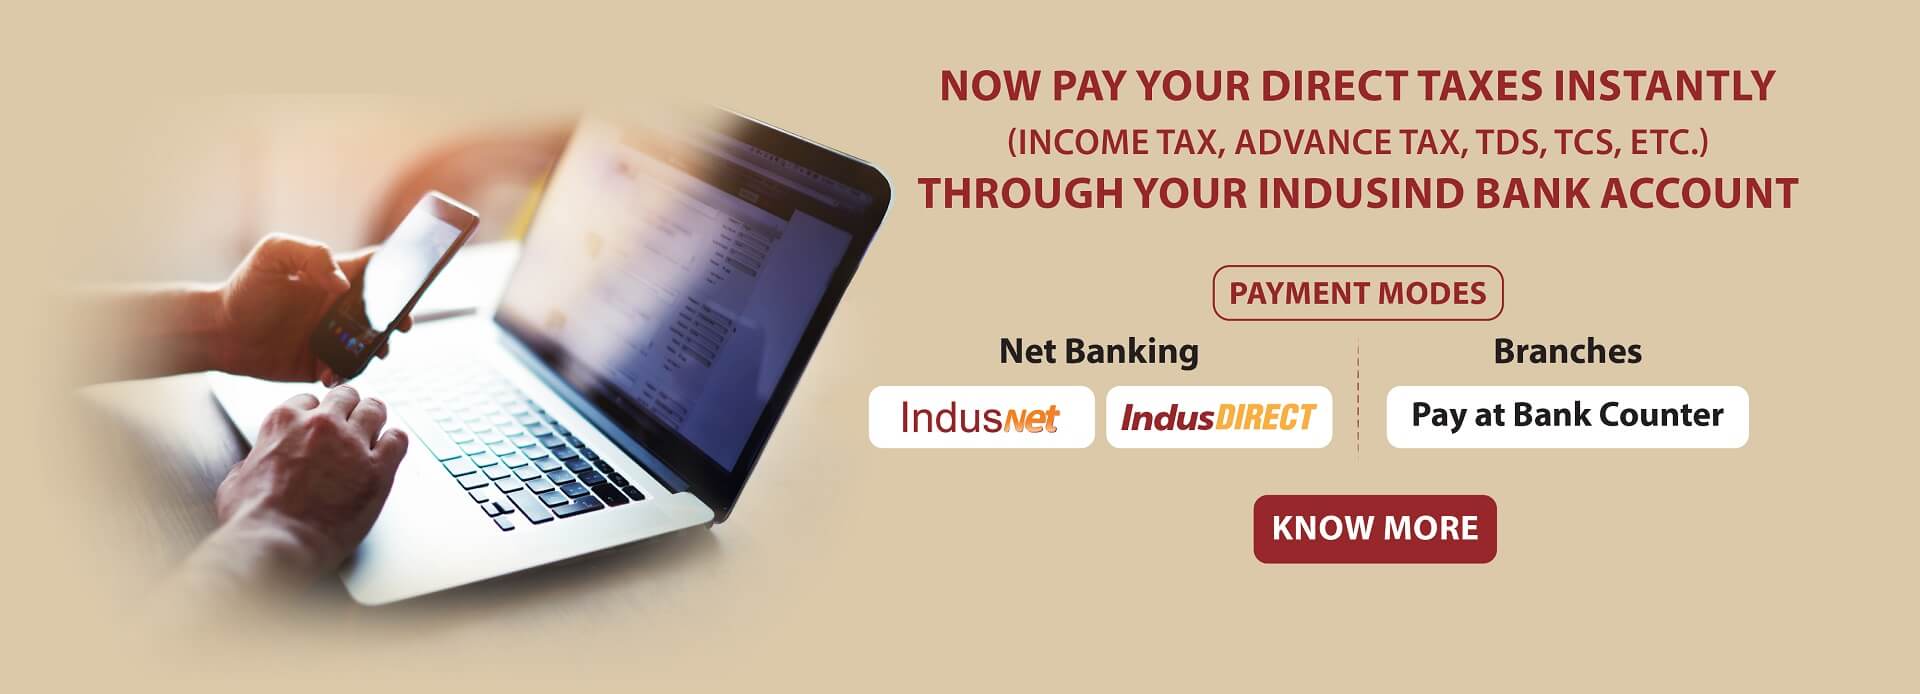 NOW PAY YOUR DIRECT TAXES INSTANTLY
(INCOME TAX, ADVANCE TAX, TDS, TCS, ETC.)
THROUGH YOUR INDUSIND BANK ACCOUNT
PAYMENT MODES
Net Banking
IndusNet IndusDIRECT
Branches
Pay at Bank Counter
KNOW MORE